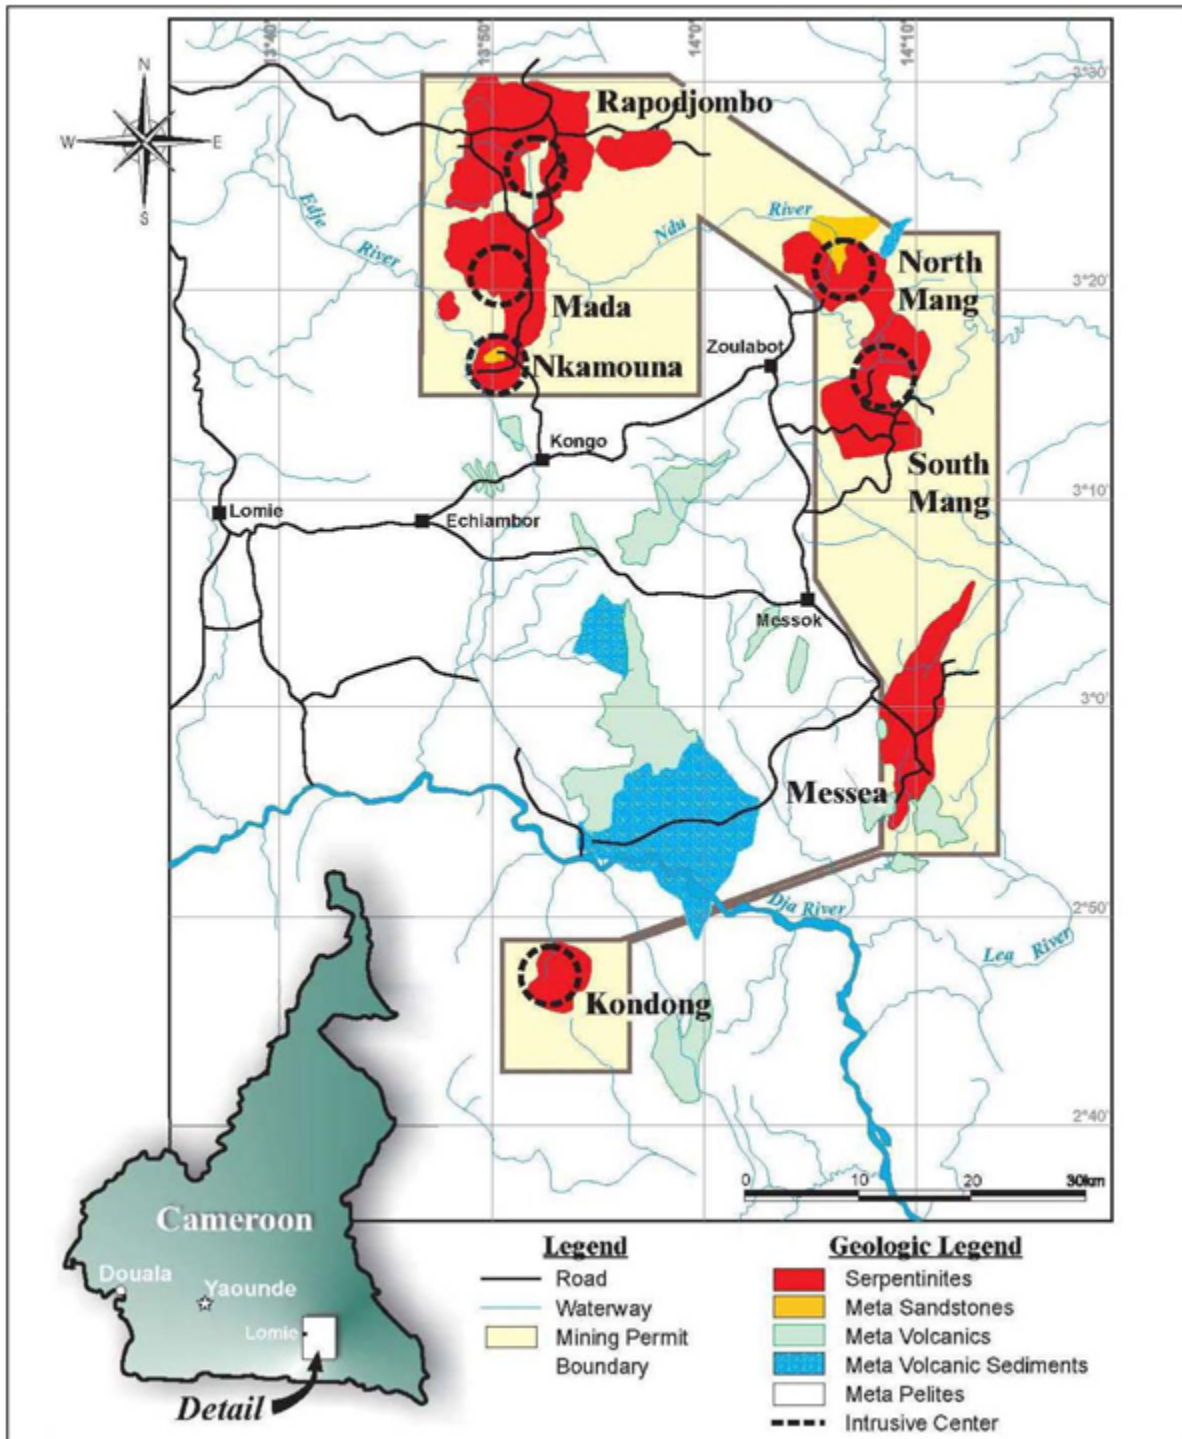 13°40'
13°50'
14°0'
14°10'
3°30'
N
W
E
S
Rapodjombo
Edje
River
Ndu
River
North
Mang
3°20'
Mada
Zoulabot
Nkamouna
Kongo
South
Mang
3°10'
Lomie
Echiambor
Messok
3°0'
Messea
Dja River
2°50'
Lea River
Kondong
2°40'
0
10
20
30km
Cameroon
Douala
Yaounde
Lomie
Detail
Legend
Road
Waterway
Mining Permit
Boundary
Geologic Legend
Serpentinites
Meta Sandstones
Meta Volcanics
Meta Volcanic Sediments
Meta Pelites
Intrusive Center